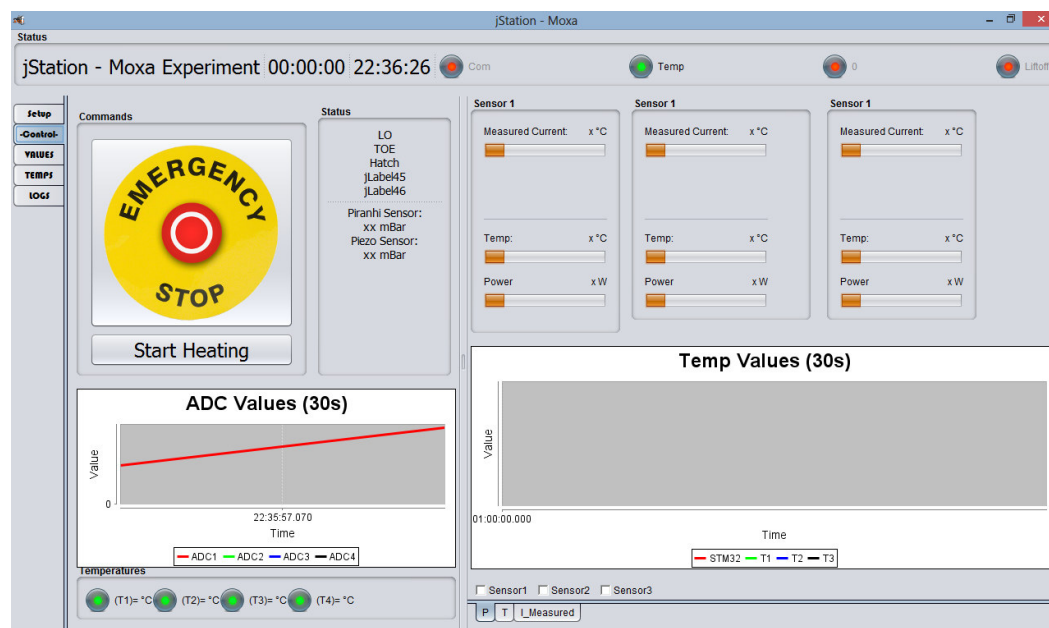 jStation - Moxa
Status
jStation - Moxa Experiment 00:00:00 22:36:26 Com Temp 0 Liftoff
Setup
-Control-
VALUES
TEMPS
LOGS
Commands
EMERGENCY
STOP
Start Heating
Status
LO
TOE
Hatch
jLabel45
jLabel46
Piranhi Sensor:
xx mBar
Piezo Sensor:
xx mBar
Sensor 1
Measured Current: x °C
Temp: x °C
Power x W
Sensor 1
Measured Current: x °C
Temp: x °C
Power x W
Sensor 1
Measured Current: x °C
Temp: x °C
Power x W
ADC Values (30s)
Value
0
22:35:57.070
Time
ADC1 ADC2 ADC3 ADC4
Temperatures
(T1)= °C (T2)= °C (T3)= °C (T4)= °C
Temp Values (30s)
Value
01:00:00.000
Time
STM32 T1 T2 T3
Sensor1 Sensor2 Sensor3
P T I_Measured